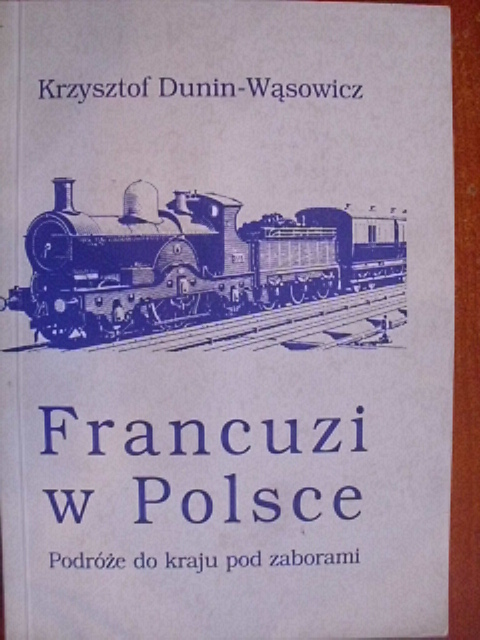 Krzysztof Dunin-Wąsowicz
Francuzi
w Polsce
Podróże do kraju pod zaborami